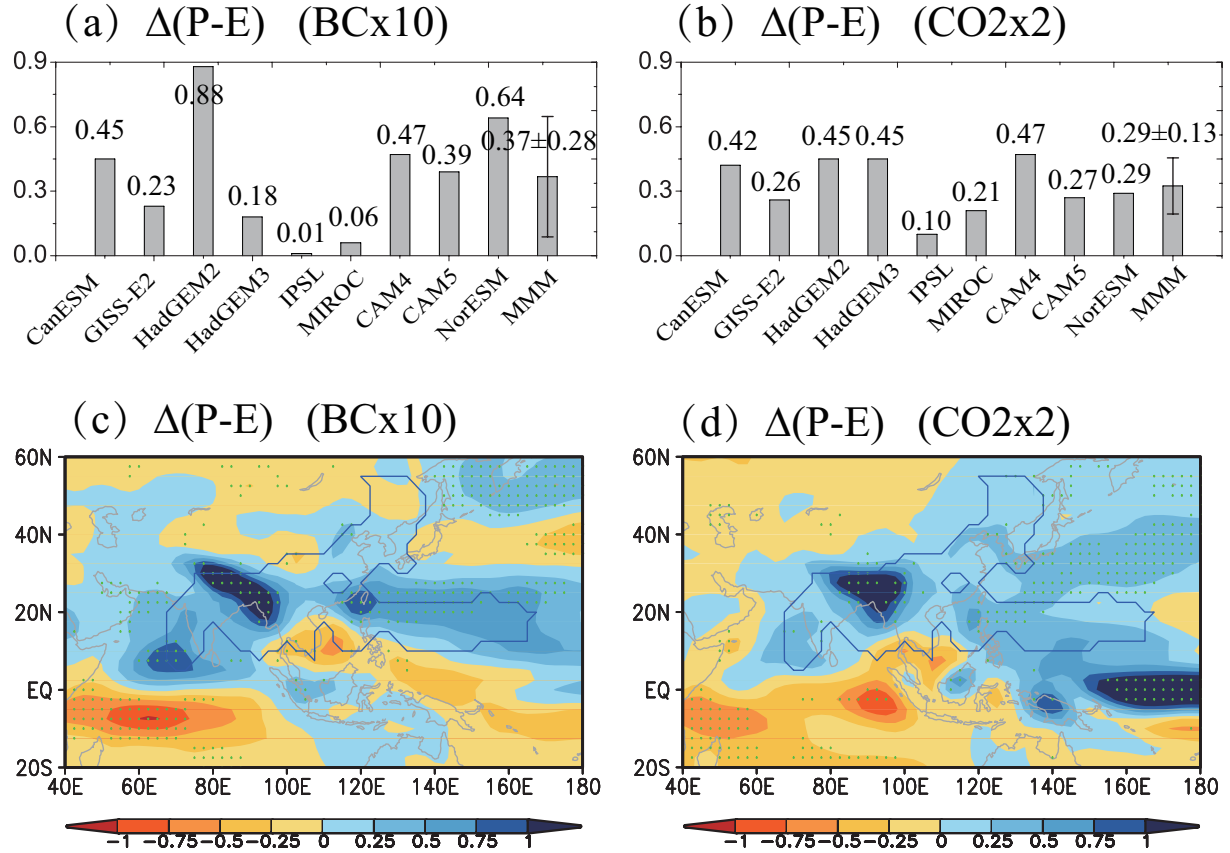 (a) Δ(P-E) (BCx10)
0.9
0.6
0.3
0.0
0.45
0.23
0.88
0.18
0.01
0.06
0.47
0.39
0.64
0.37±0.28
CanESM
GISS-E2
HadGEM2
HadGEM3
IPSL
MIROC
CAM4
CAM5
NorESM
MMM
(b) Δ(P-E) (CO2x2)
0.9
0.6
0.3
0.0
0.42
0.26
0.45
0.45
0.10
0.21
0.47
0.27
0.29
0.29±0.13
CanESM
GISS-E2
HadGEM2
HadGEM3
IPSL
MIROC
CAM4
CAM5
NorESM
MMM
(c) Δ(P-E) (BCx10)
60N
40N
20N
EQ
20S
40E 60E 80E 100E 120E 140E 160E 180
-1 -0.75 -0.5 -0.25 0 0.25 0.5 0.75 1
(d) Δ(P-E) (CO2x2)
60N
40N
20N
EQ
20S
40E 60E 80E 100E 120E 140E 160E 180
-1 -0.75 -0.5 -0.25 0 0.25 0.5 0.75 1